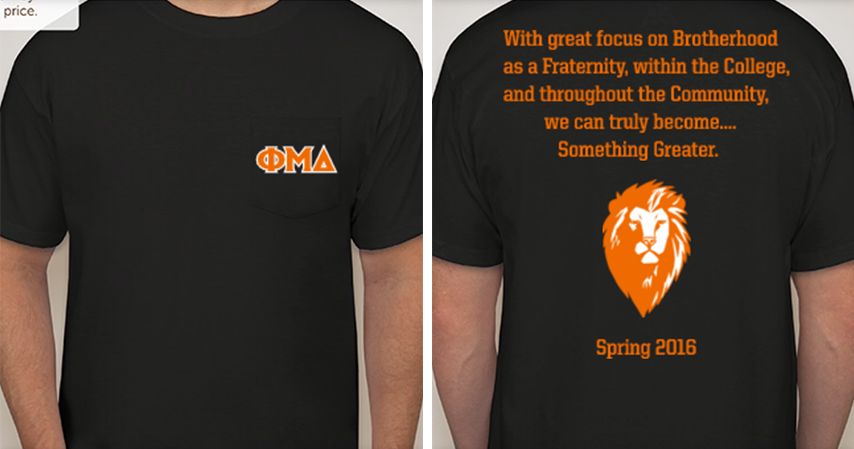 price.
ΦΜΔ
With great focus on Brotherhood
as a Fraternity, within the College,
and throughout the Community,
we can truly become....
Something Greater.
Spring 2016